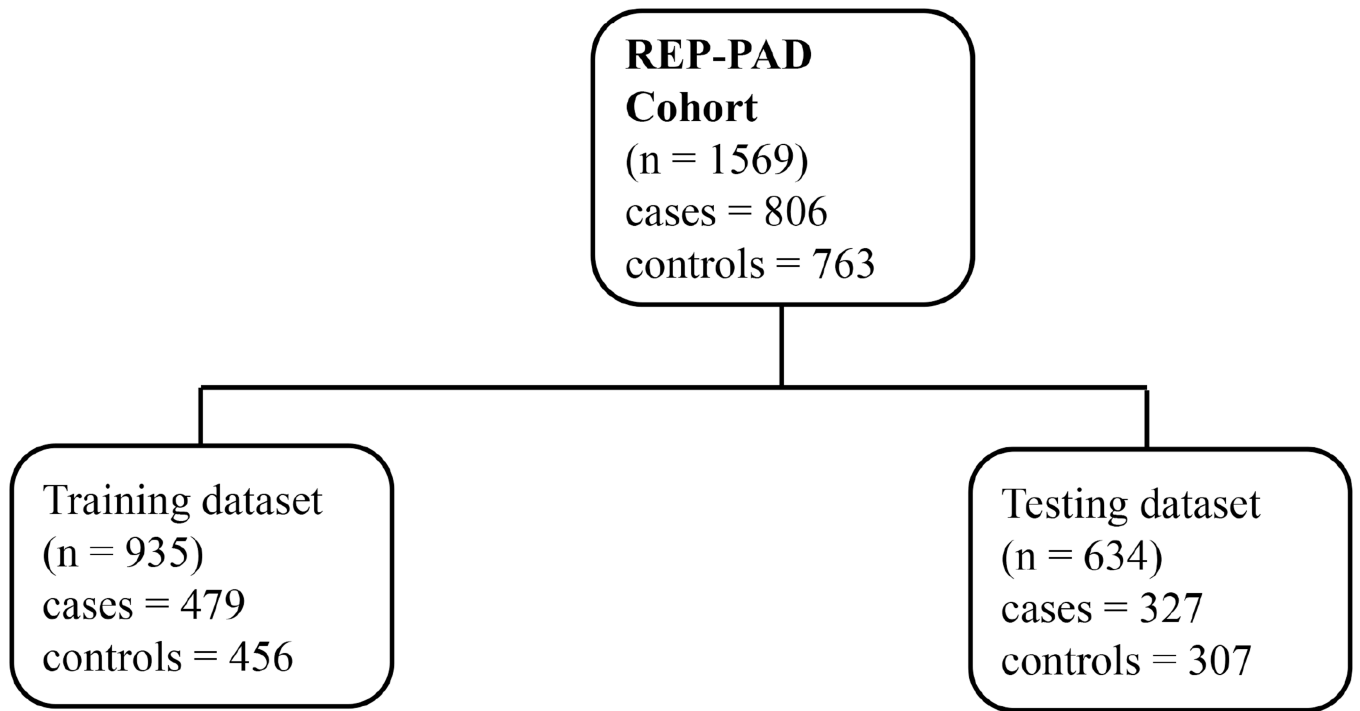 REP-PAD
Cohort
(n = 1569)
cases = 806
controls = 763
Training dataset
(n = 935)
cases = 479
controls = 456
Testing dataset
(n = 634)
cases = 327
controls = 307